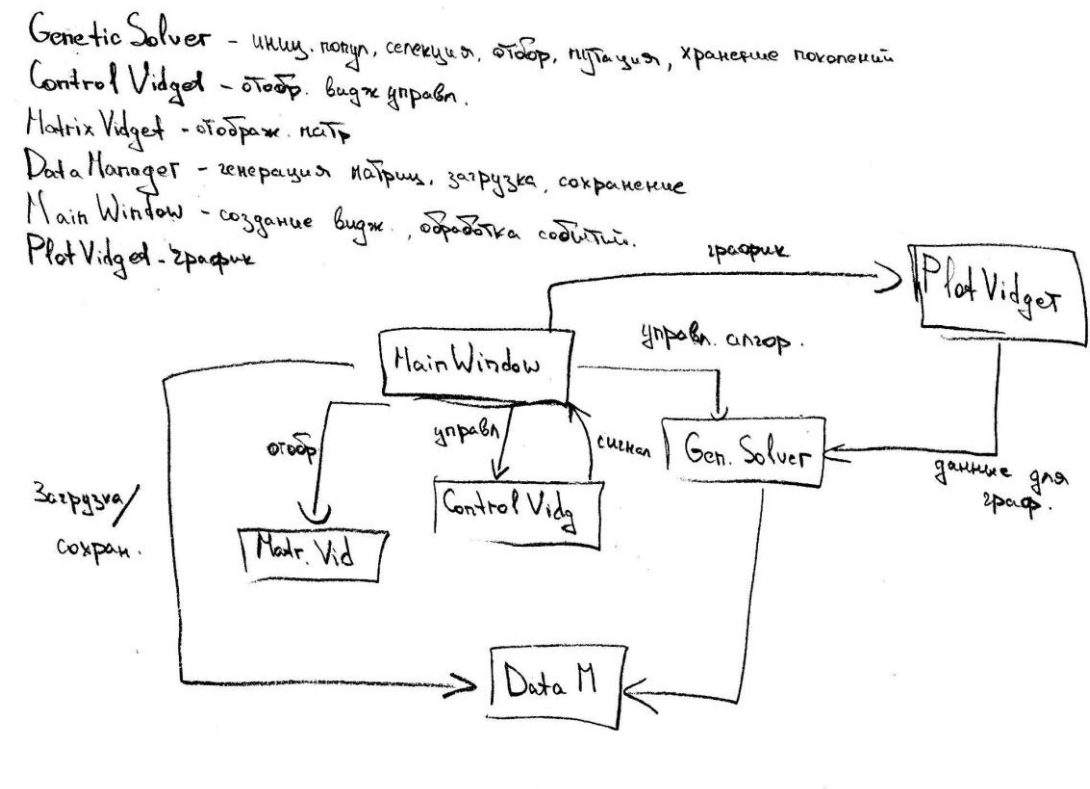 Genetic Solver - иниц. попул, селекция, отбор, мутация, хранение поколений
Control Vidget - отобр. видж управл.
Matrix Vidget - отображ. матр
Data Manager - генерация матриц, загрузка, сохранение
Main Window - создание видж., обработка событий.
Plot Vidget - график
график
Plot Vidget
управл. алгор.
Main Window
отобр
управл
сигнал
Gen. Solver
данные для
граф.
Загрузка/
сохран.
Control Vidg
Matr. Vid
Data M